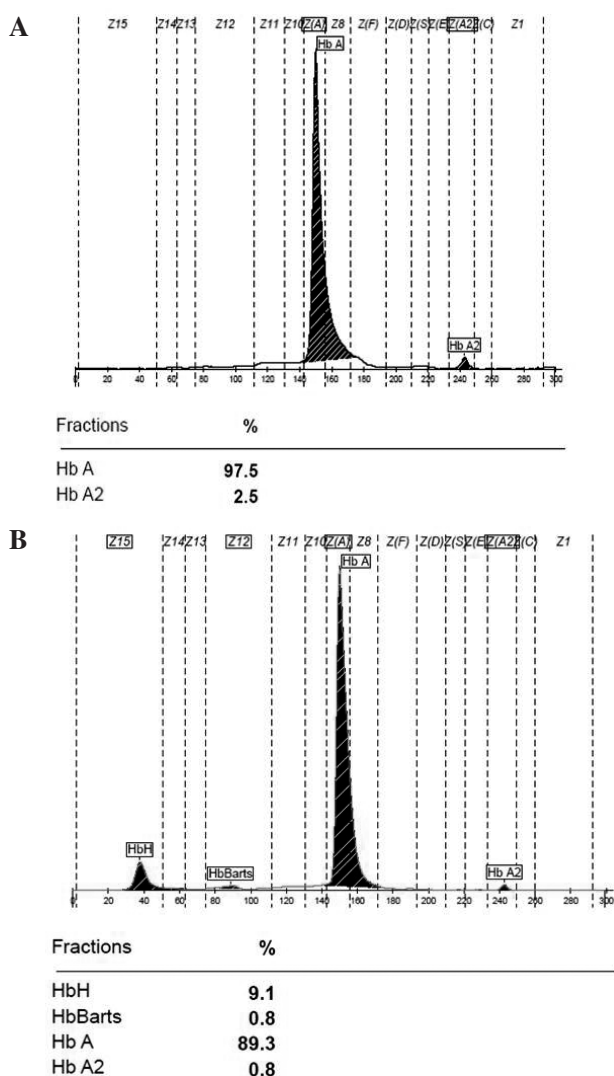 A
Z15 Z14 Z13 Z12 Z11 Z10 Z(A) Z8 Z(F) Z(D) Z(S) Z(E Z(A2) (C) Z1
Hb A
Hb A2
0 20 40 60 80 100 120 140 160 180 200 210 220 240 260 280 300
Fractions %
Hb A 97.5
Hb A2 2.5
B
Z15 Z14 Z13 Z12 Z11 Z10 Z(A) Z8 Z(F) Z(D) Z(S) Z(E Z(A2) (C) Z1
Hb A
HbH
HbBarts
Hb A2
0 20 40 60 80 100 120 140 160 180 200 220 240 260 280 300
Fractions %
HbH 9.1
HbBarts 0.8
Hb A 89.3
Hb A2 0.8